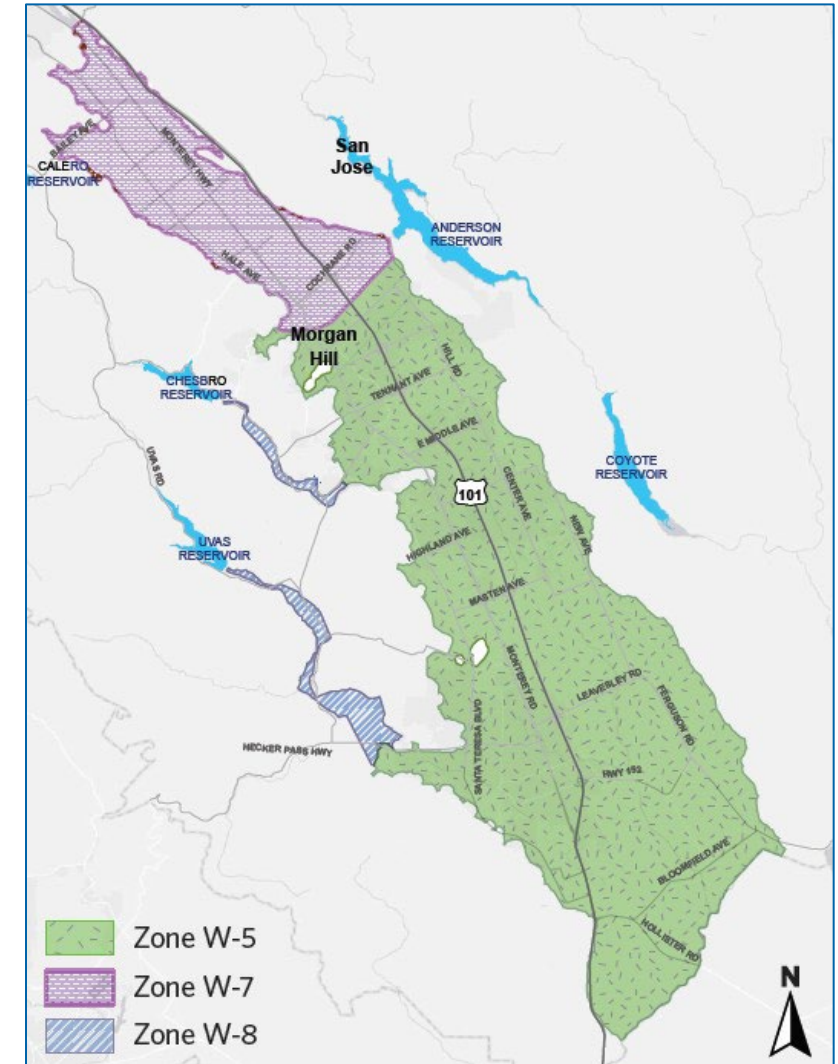 BAILEY AVE
MONTEREY HWY
CALERO
RESERVOIR
San
Jose
ANDERSON
RESERVOIR
HALE AVE
COCHRANE RD
Morgan
Hill
HILL RD
CHESBRO
RESERVOIR
TENNANT AVE
E MIDDLE AVE
UVAS RD
COYOTE
RESERVOIR
101
CENTER AVE
NEW AVE
UVAS
RESERVOIR
HIGHLAND AVE
MASTEN AVE
MONTEREY RD
LEAVESLEY RD
FERGUSON RD
SANTA TERESA BLVD
HECKER PASS HWY
HWY 152
BLOOMFIELD AVE
HOLLISTER RD
Zone W-5
Zone W-7
Zone W-8
N